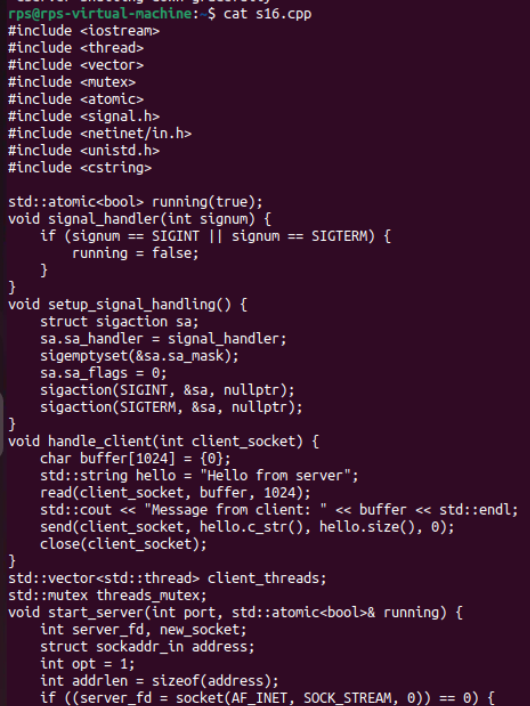 rps@rps-virtual-machine:~$ cat s16.cpp
#include <iostream>
#include <thread>
#include <vector>
#include <mutex>
#include <atomic>
#include <signal.h>
#include <netinet/in.h>
#include <unistd.h>
#include <cstring>

std::atomic<bool> running(true);
void signal_handler(int signum) {
    if (signum == SIGINT || signum == SIGTERM) {
        running = false;
    }
}
void setup_signal_handling() {
    struct sigaction sa;
    sa.sa_handler = signal_handler;
    sigemptyset(&sa.sa_mask);
    sa.sa_flags = 0;
    sigaction(SIGINT, &sa, nullptr);
    sigaction(SIGTERM, &sa, nullptr);
}
void handle_client(int client_socket) {
    char buffer[1024] = {0};
    std::string hello = "Hello from server";
    read(client_socket, buffer, 1024);
    std::cout << "Message from client: " << buffer << std::endl;
    send(client_socket, hello.c_str(), hello.size(), 0);
    close(client_socket);
}
std::vector<std::thread> client_threads;
std::mutex threads_mutex;
void start_server(int port, std::atomic<bool>& running) {
    int server_fd, new_socket;
    struct sockaddr_in address;
    int opt = 1;
    int addrlen = sizeof(address);
    if ((server_fd = socket(AF_INET, SOCK_STREAM, 0)) == 0) {